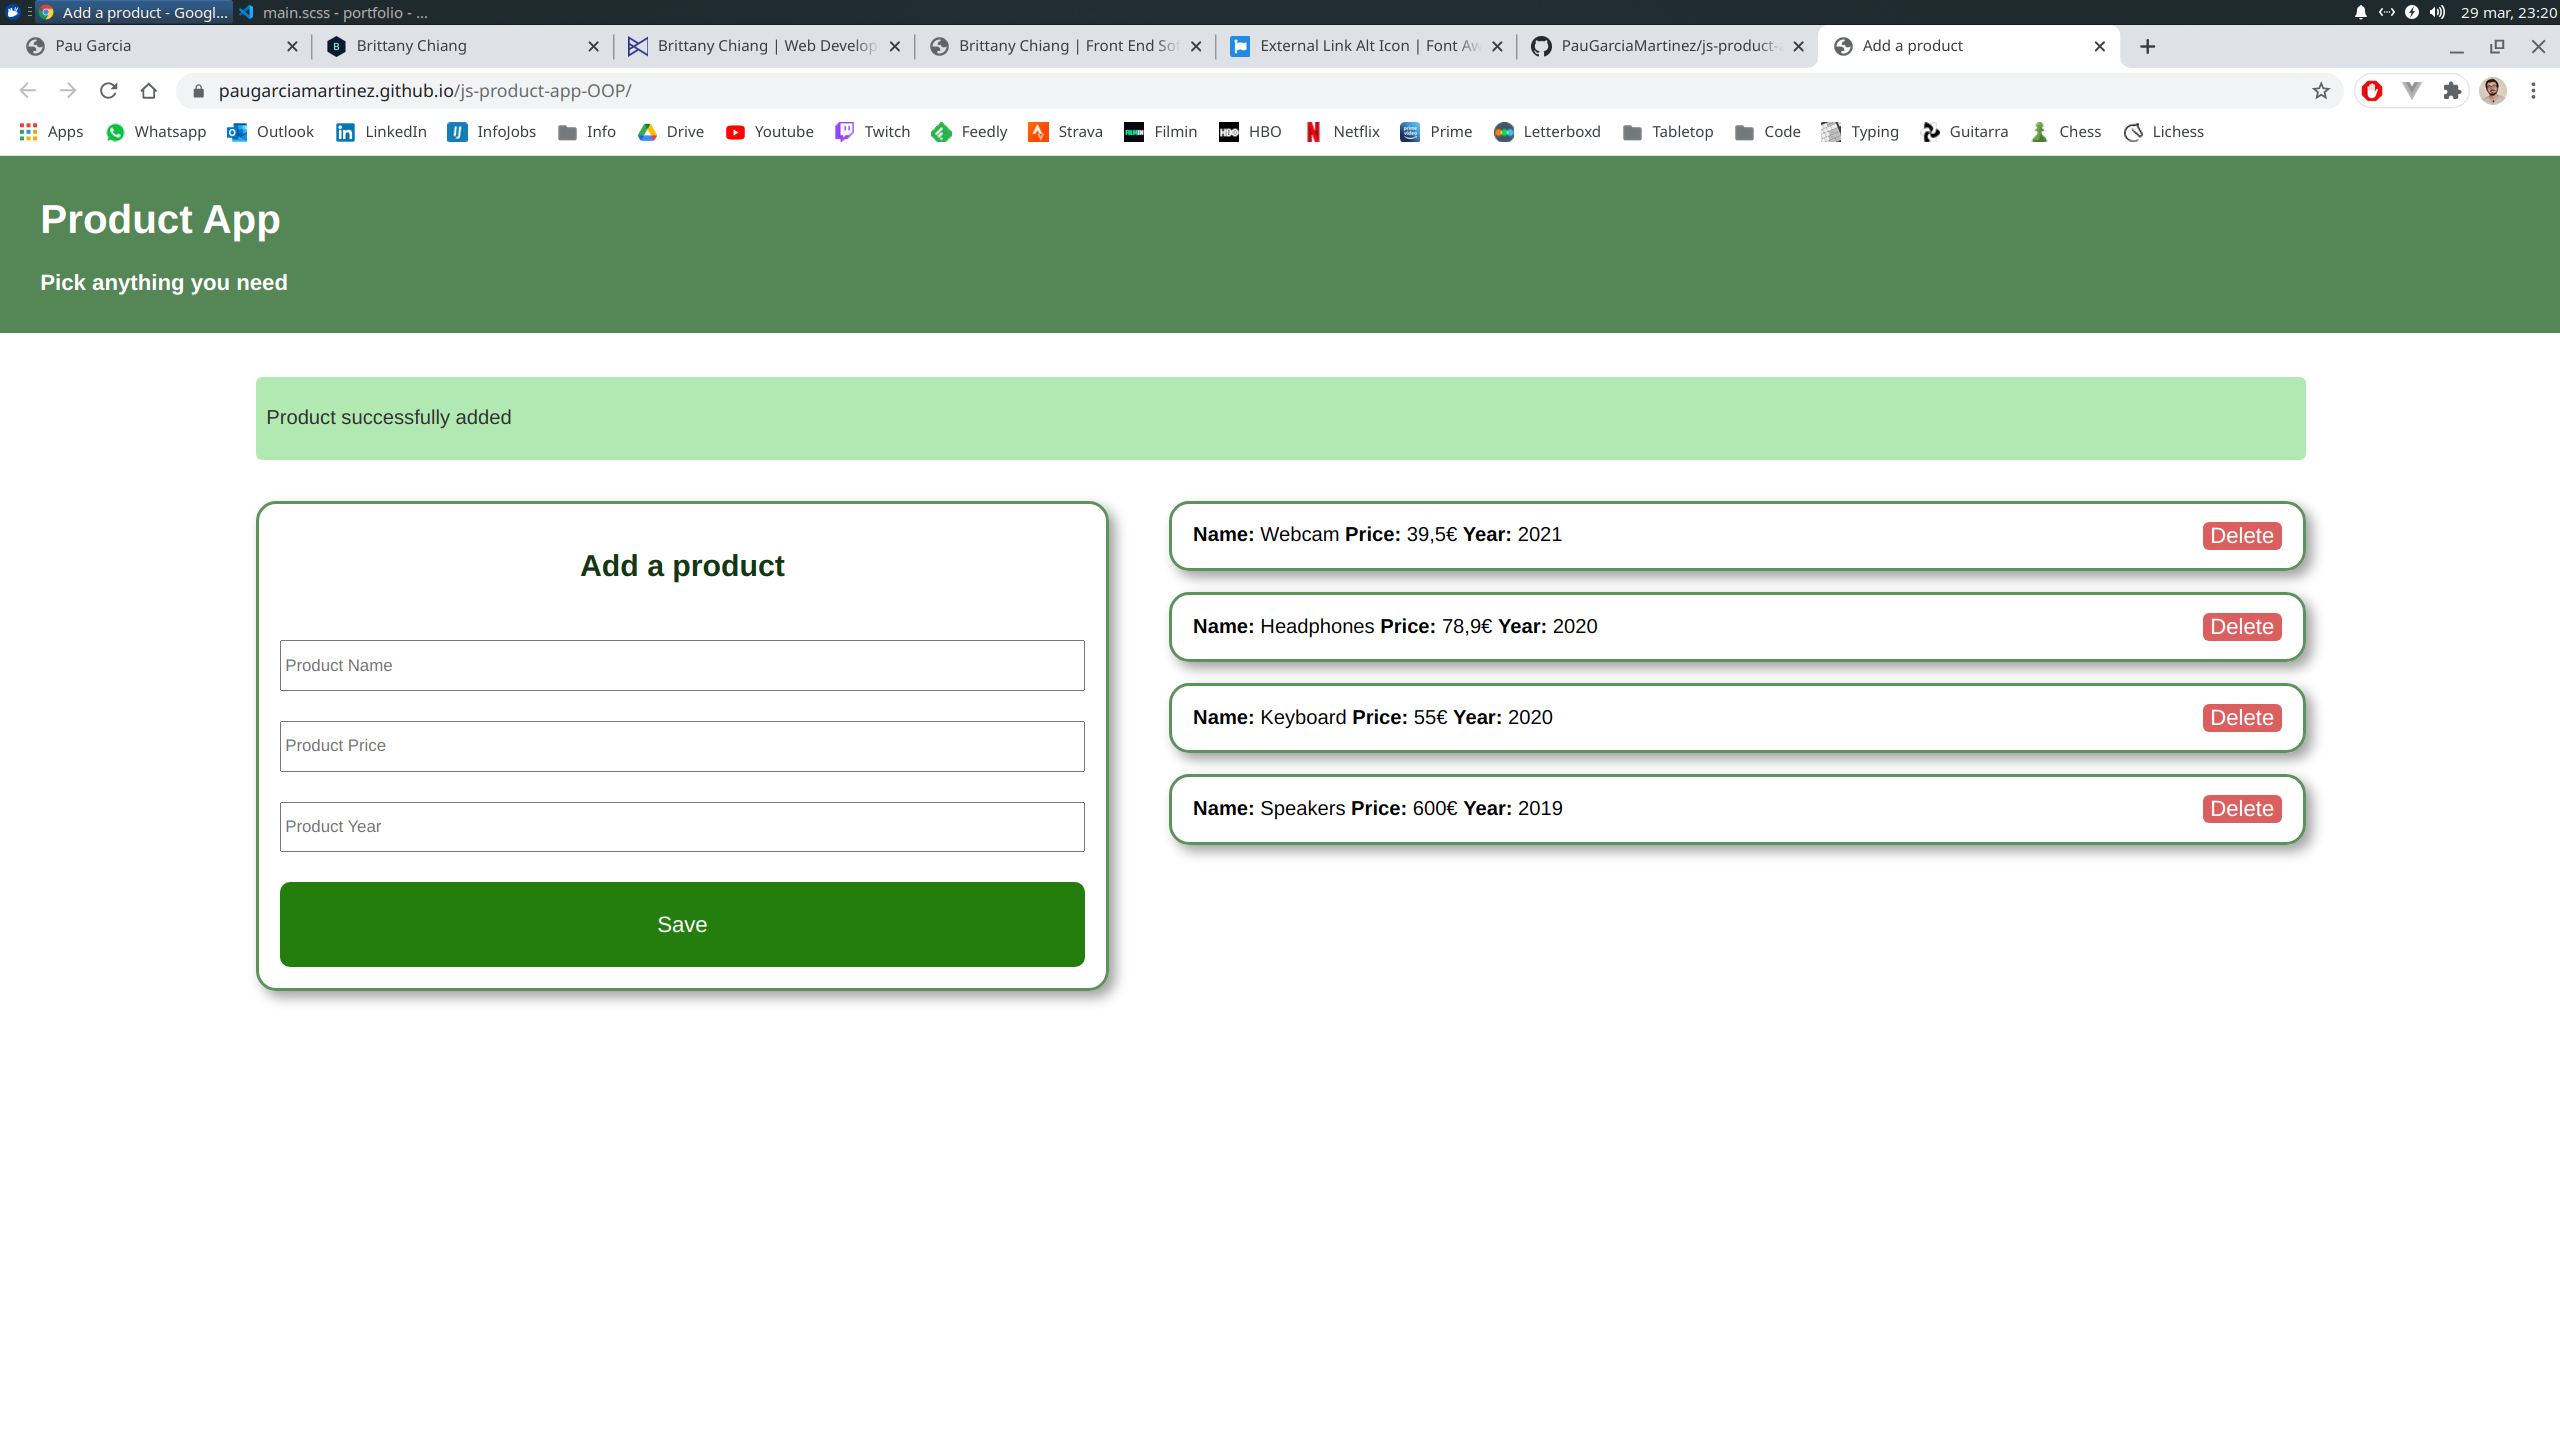 Add a product - Googl...
main.scss - portfolio - ...
29 mar, 23:20
Pau Garcia
Brittany Chiang
Brittany Chiang | Web Develop
Brittany Chiang | Front End So
External Link Alt Icon | Font Aw
PauGarciaMartinez/js-product-
Add a product
paugarciamartinez.github.io/js-product-app-OOP/
Apps
Whatsapp
Outlook
LinkedIn
InfoJobs
Info
Drive
Youtube
Twitch
Feedly
Strava
Filmin
HBO
Netflix
Prime
Letterboxd
Tabletop
Code
Typing
Guitarra
Chess
Lichess
Product App
Pick anything you need
Product successfully added
Add a product
Product Name
Product Price
Product Year
Save
Name: Webcam Price: 39,5€ Year: 2021
Delete
Name: Headphones Price: 78,9€ Year: 2020
Delete
Name: Keyboard Price: 55€ Year: 2020
Delete
Name: Speakers Price: 600€ Year: 2019
Delete